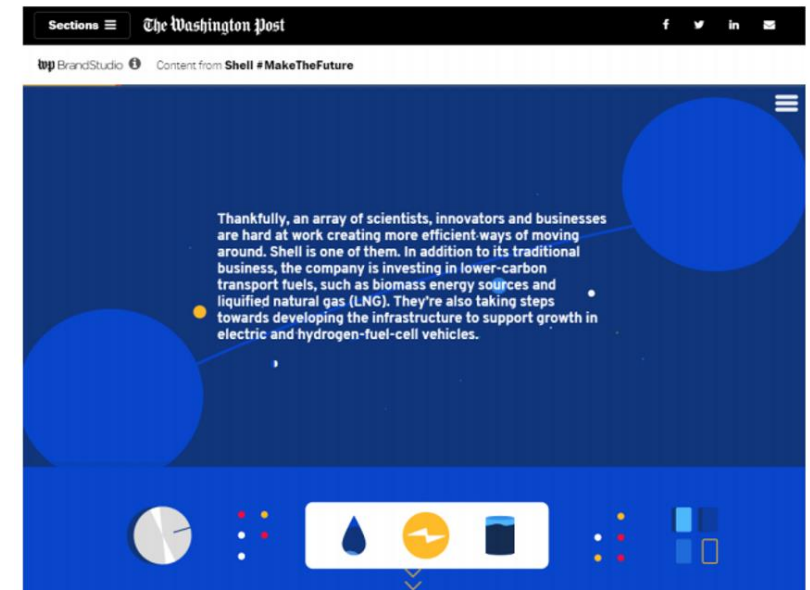 Sections
The Washington Post
f
in
wp BrandStudio
Content from Shell #MakeTheFuture
Thankfully, an array of scientists, innovators and businesses
are hard at work creating more efficient ways of moving
around. Shell is one of them. In addition to its traditional
business, the company is investing in lower-carbon
transport fuels, such as biomass energy sources and
liquified natural gas (LNG). They're also taking steps
towards developing the infrastructure to support growth in
electric and hydrogen-fuel-cell vehicles.